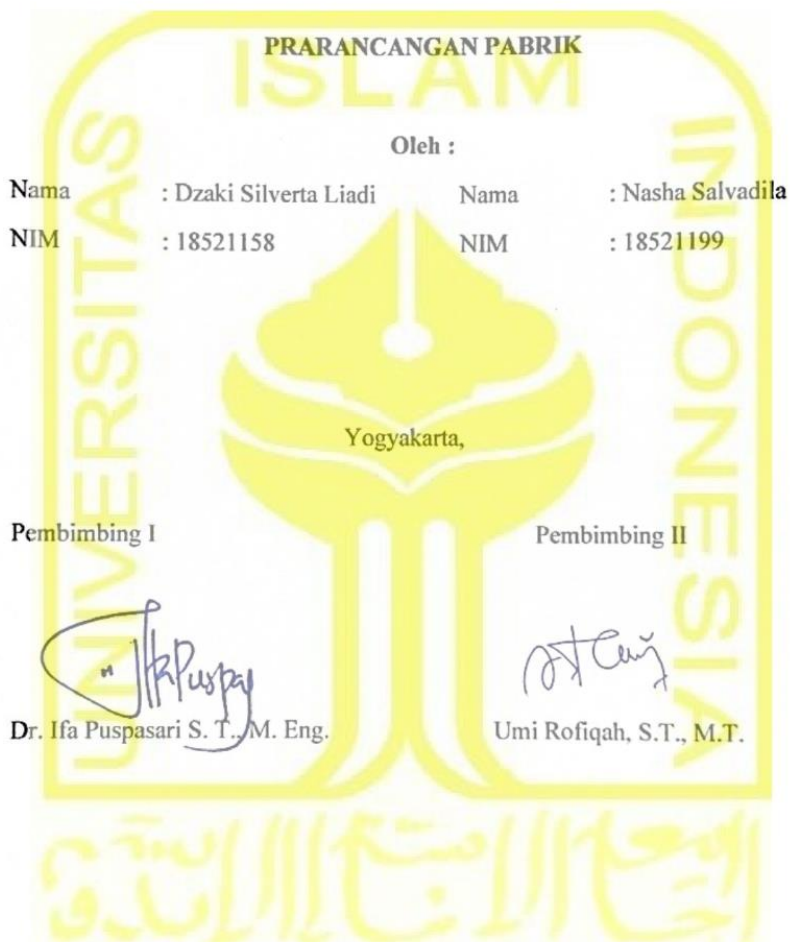 PRARANCANGAN PABRIK
ISLAM
UNIVERSITAS
INDONESIA
Oleh :
Nama : Dzaki Silverta Liadi Nama : Nasha Salvadila
NIM : 18521158 NIM : 18521199
Yogyakarta,
Pembimbing I Pembimbing II
Dr. Ifa Puspasari S. T., M. Eng. Umi Rofiqah, S.T., M.T.